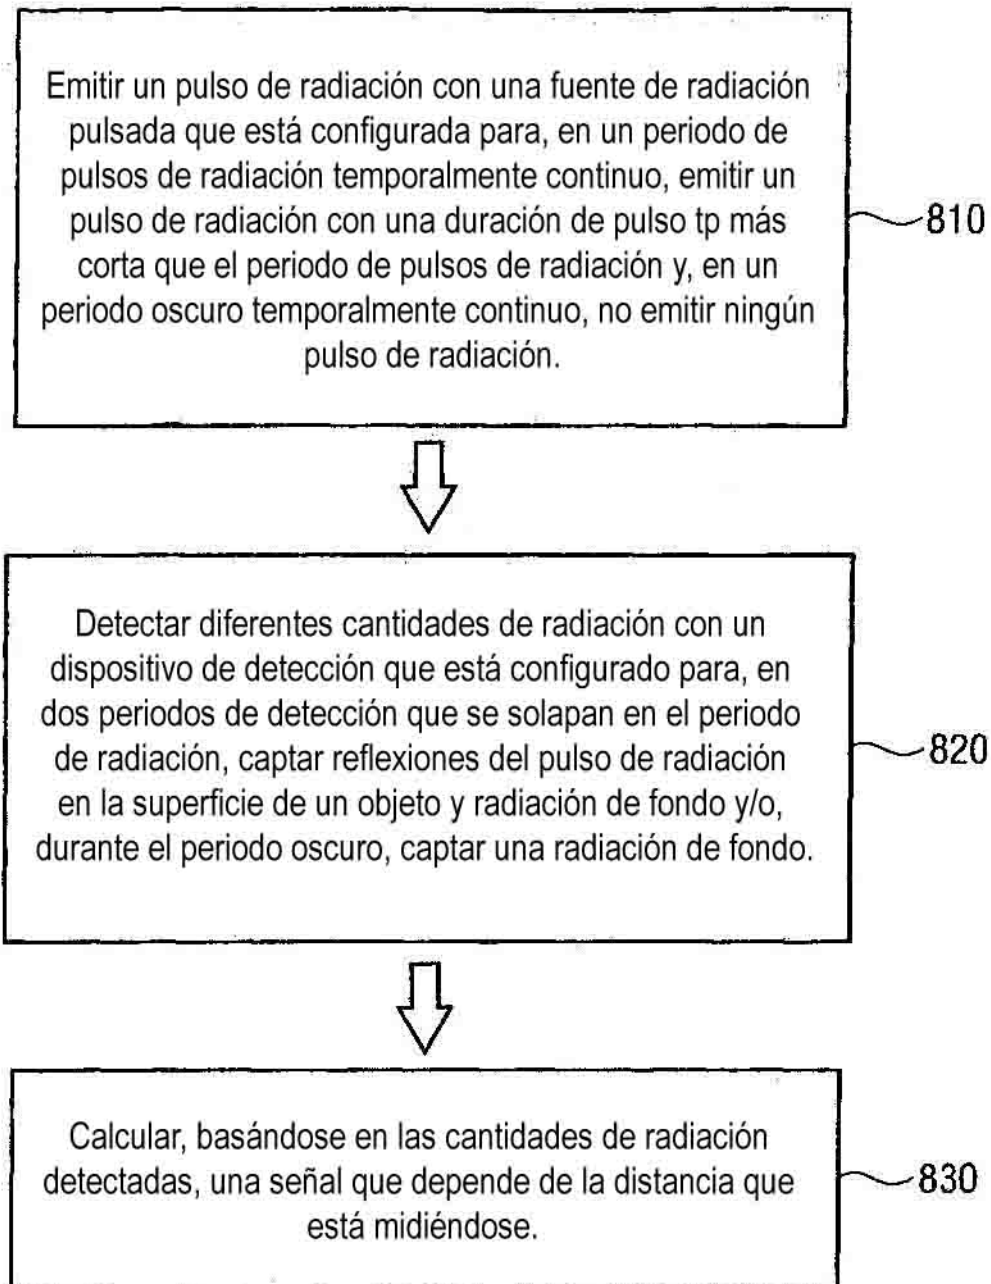 Emitir un pulso de radiación con una fuente de radiación
pulsada que está configurada para, en un periodo de
pulsos de radiación temporalmente continuo, emitir un
pulso de radiación con una duración de pulso tp más
corta que el periodo de pulsos de radiación y, en un
periodo oscuro temporalmente continuo, no emitir ningún
pulso de radiación.
810
Detectar diferentes cantidades de radiación con un
dispositivo de detección que está configurado para, en
dos periodos de detección que se solapan en el periodo
de radiación, captar reflexiones del pulso de radiación
en la superficie de un objeto y radiación de fondo y/o,
durante el periodo oscuro, captar una radiación de fondo.
820
Calcular, basándose en las cantidades de radiación
detectadas, una señal que depende de la distancia que
está midiéndose.
830